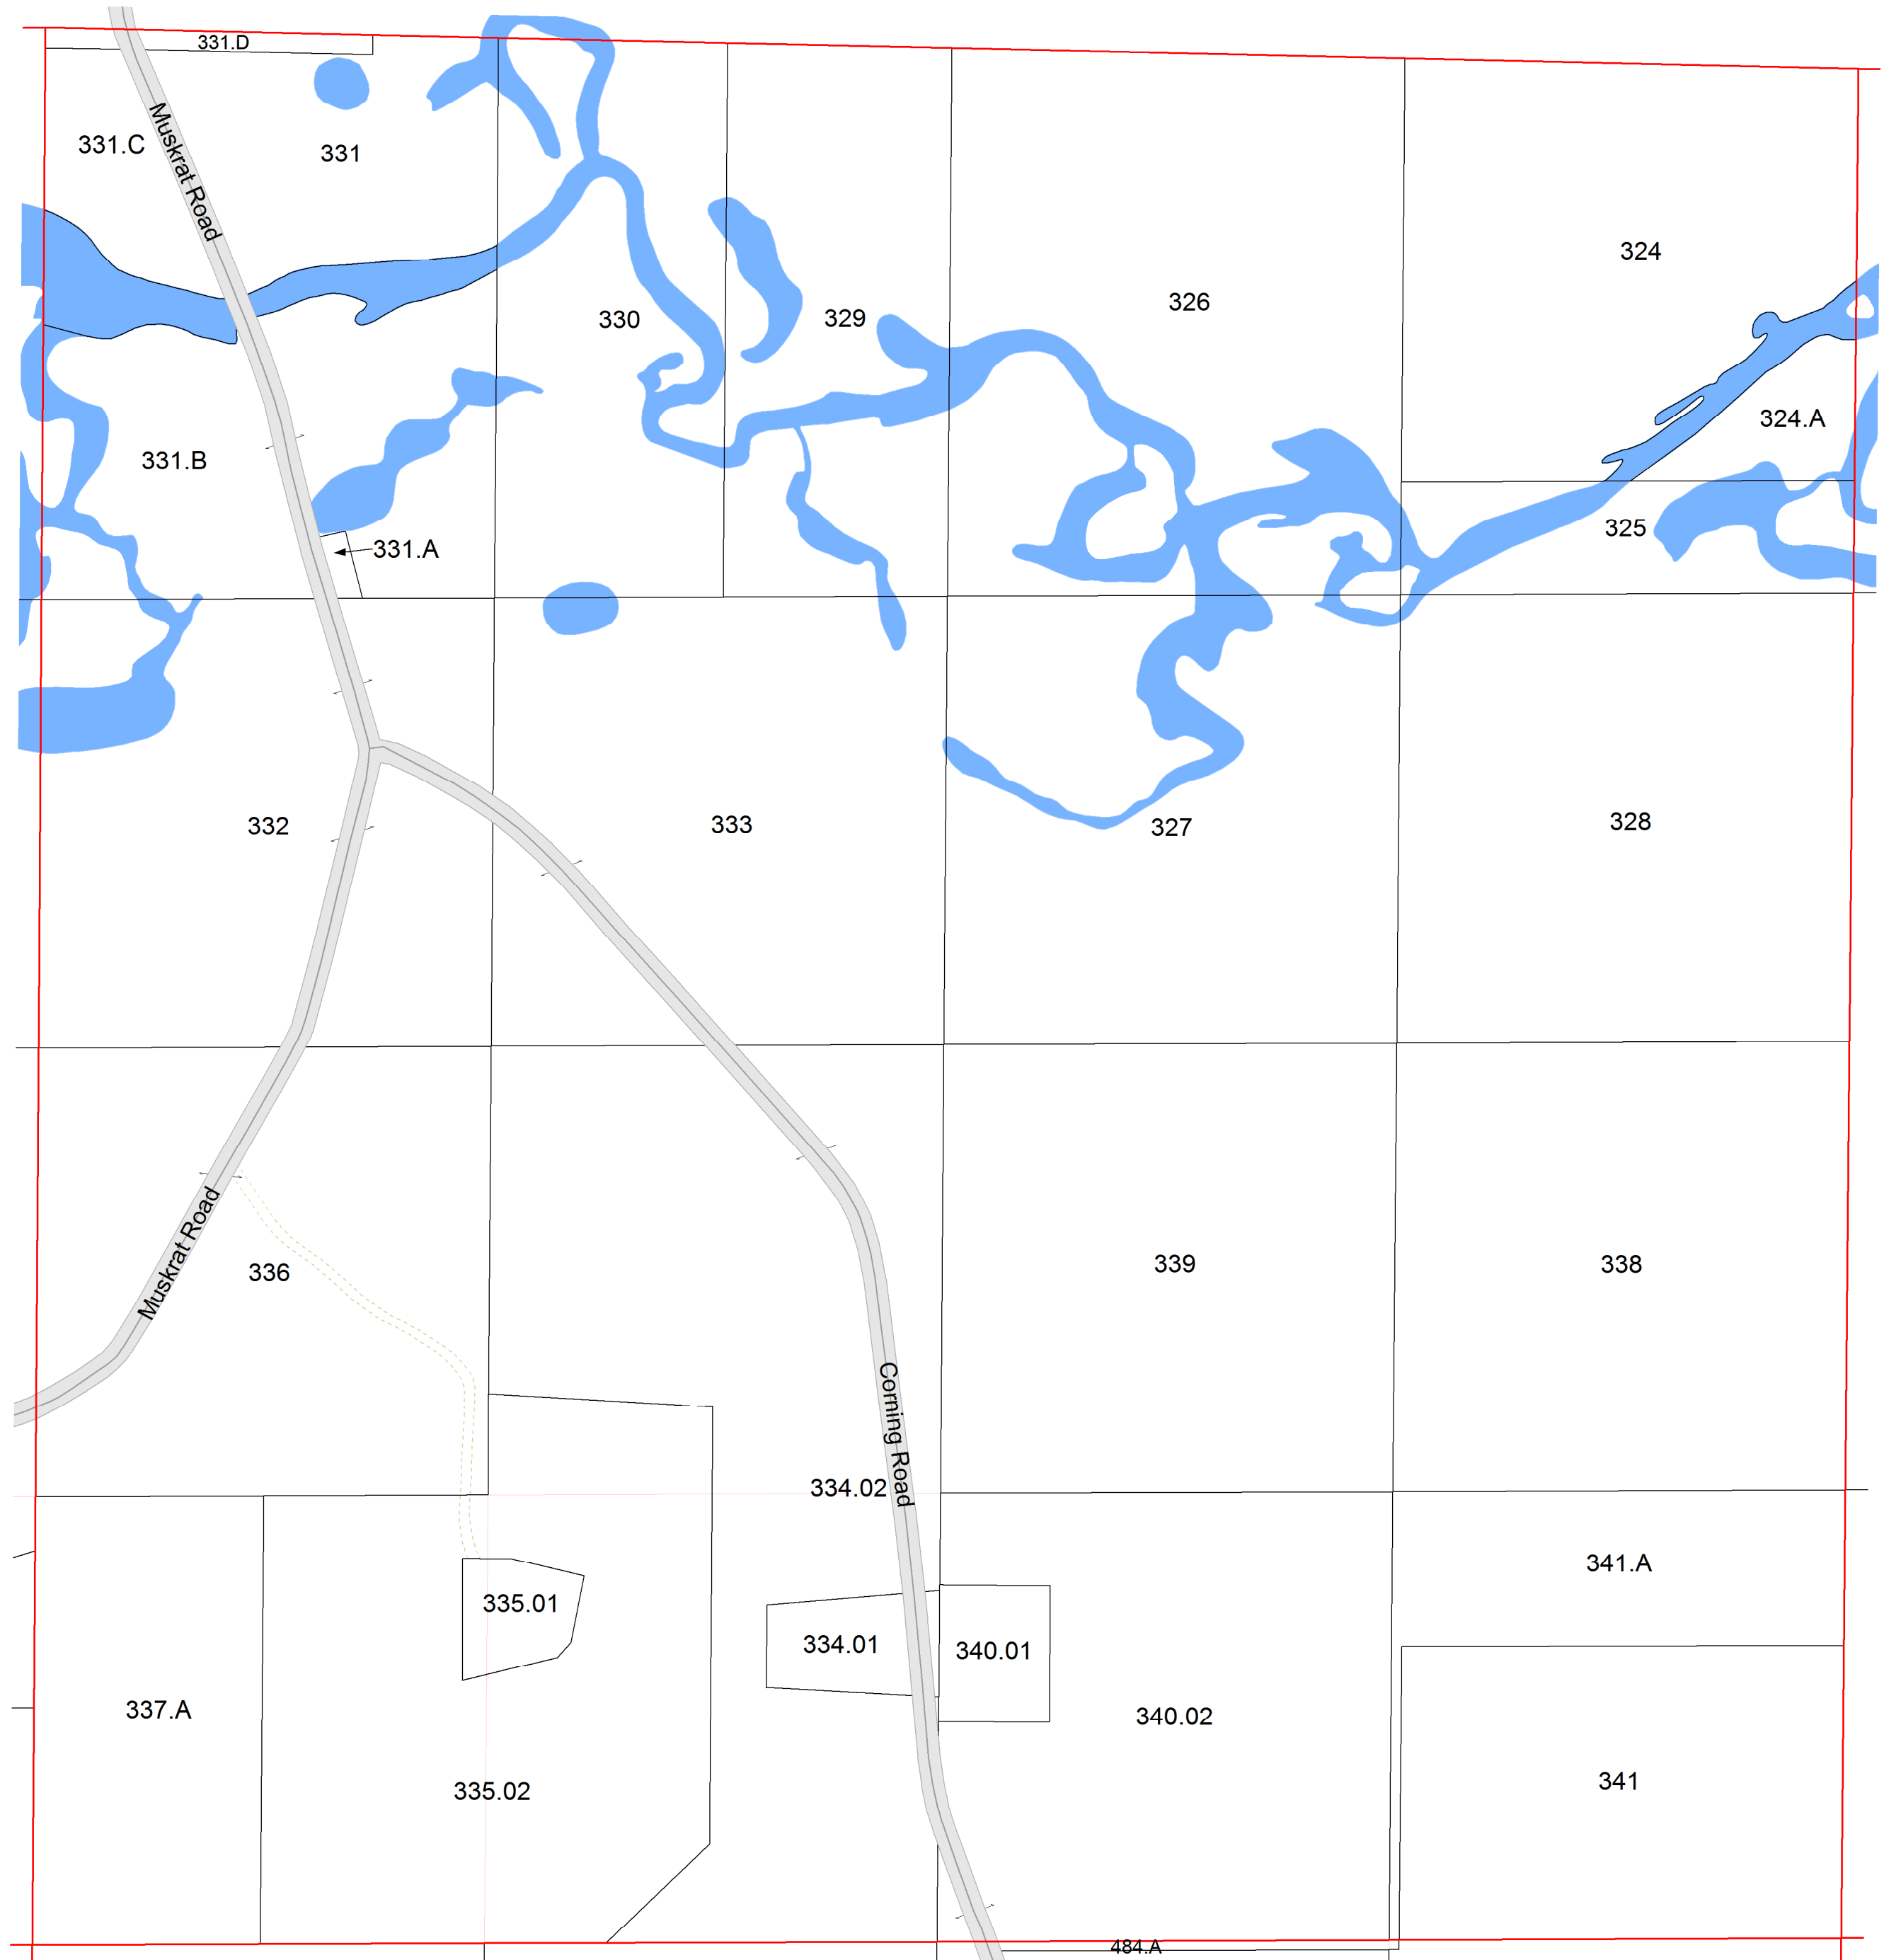 331.D
331.C
Muskrat Road
331
324
326
330
329
324.A
331.B
325
331.A
332
333
327
328
339
338
336
Muskrat Road
Corning Road
334.02
341.A
335.01
334.01
340.01
337.A
340.02
341
335.02
484.A